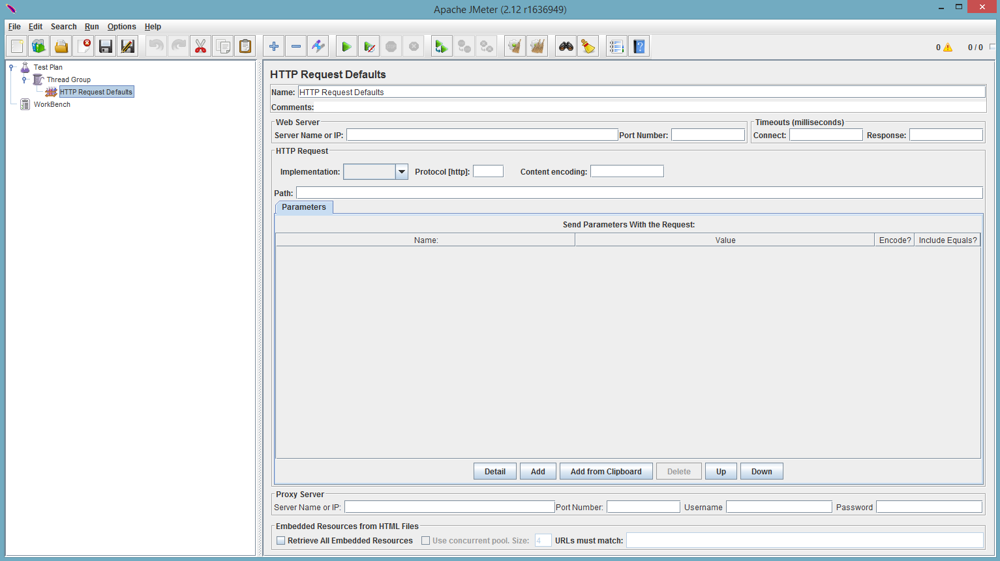 Apache JMeter (2.12 r1636949)
File Edit Search Run Options Help
0 0 / 0
Test Plan
Thread Group
HTTP Request Defaults
WorkBench
HTTP Request Defaults
Name: HTTP Request Defaults
Comments:
Web Server
Server Name or IP: Port Number:
Timeouts (milliseconds)
Connect: Response:
HTTP Request
Implementation: Protocol [http]: Content encoding:
Path:
Parameters
Send Parameters With the Request:
Name: Value Encode? Include Equals?
Detail Add Add from Clipboard Delete Up Down
Proxy Server
Server Name or IP: Port Number: Username Password
Embedded Resources from HTML Files
Retrieve All Embedded Resources Use concurrent pool. Size: 4 URLs must match: